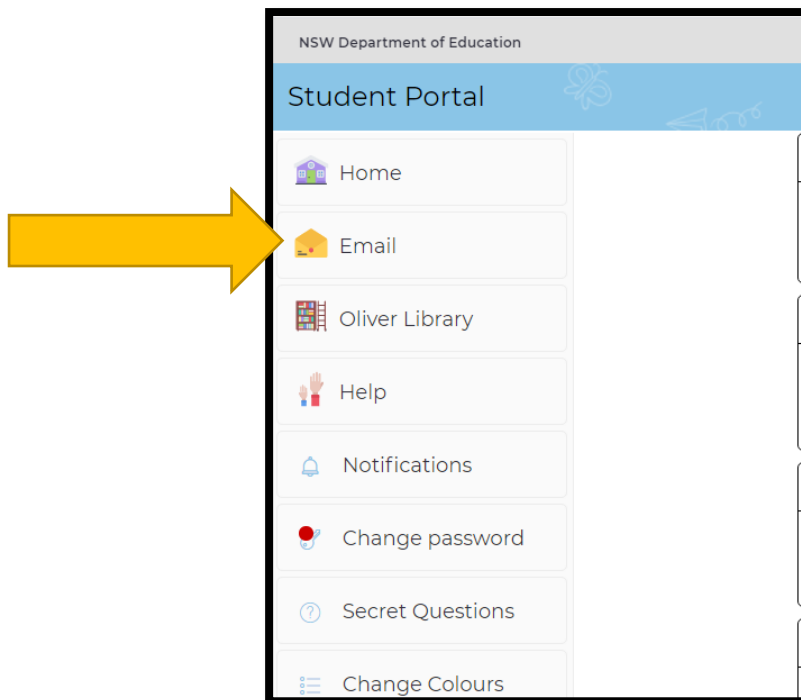 NSW Department of Education
Student Portal
Home
Email
Oliver Library
Help
Notifications
Change password
Secret Questions
Change Colours